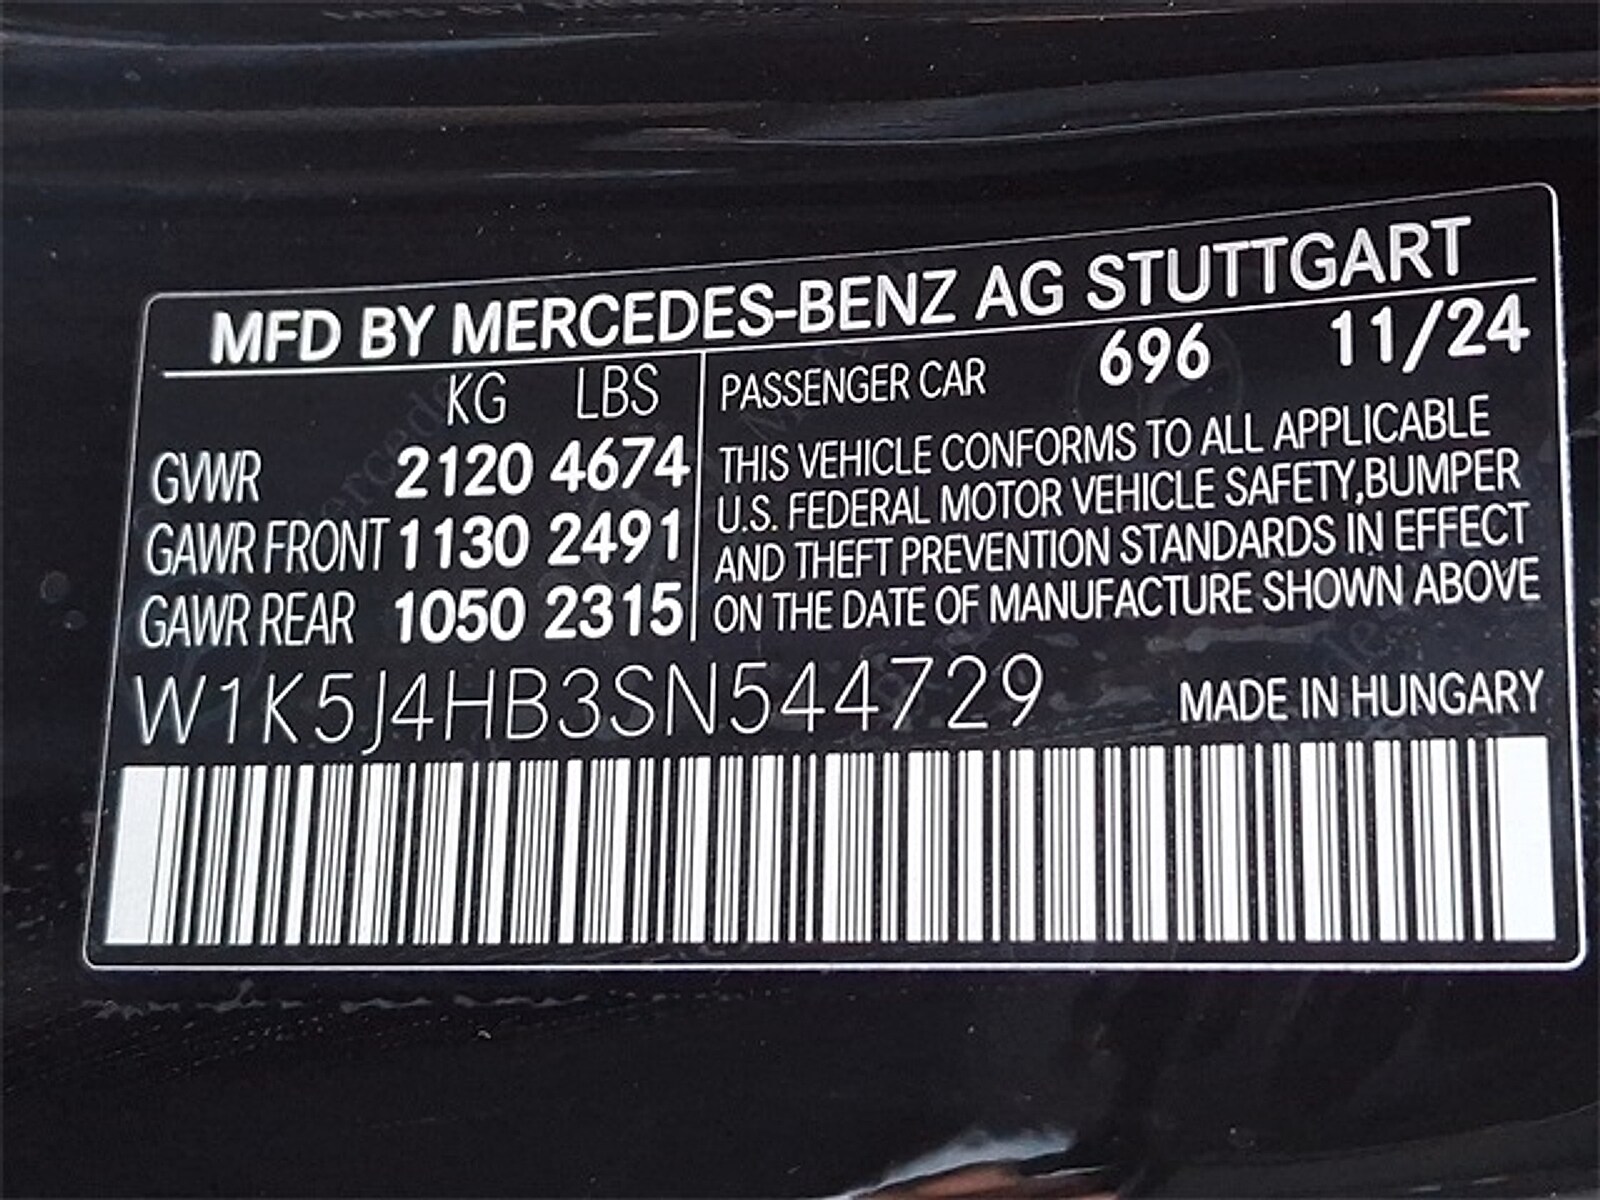 MFD BY MERCEDES-BENZ AG STUTTGART
KG LBS
GVWR 2120 4674
GAWR FRONT 1130 2491
GAWR REAR 1050 2315
PASSENGER CAR 696 11/24
THIS VEHICLE CONFORMS TO ALL APPLICABLE
U.S. FEDERAL MOTOR VEHICLE SAFETY,BUMPER
AND THEFT PREVENTION STANDARDS IN EFFECT
ON THE DATE OF MANUFACTURE SHOWN ABOVE
W1K5J4HB3SN544729 MADE IN HUNGARY